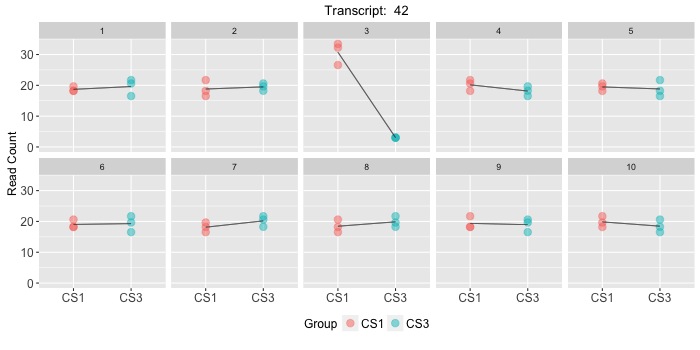 Transcript: 42
1 2 3 4 5
30
20
10
0
Read Count
6 7 8 9 10
30
20
10
0
CS1 CS3 CS1 CS3 CS1 CS3 CS1 CS3 CS1 CS3
Group CS1 CS3